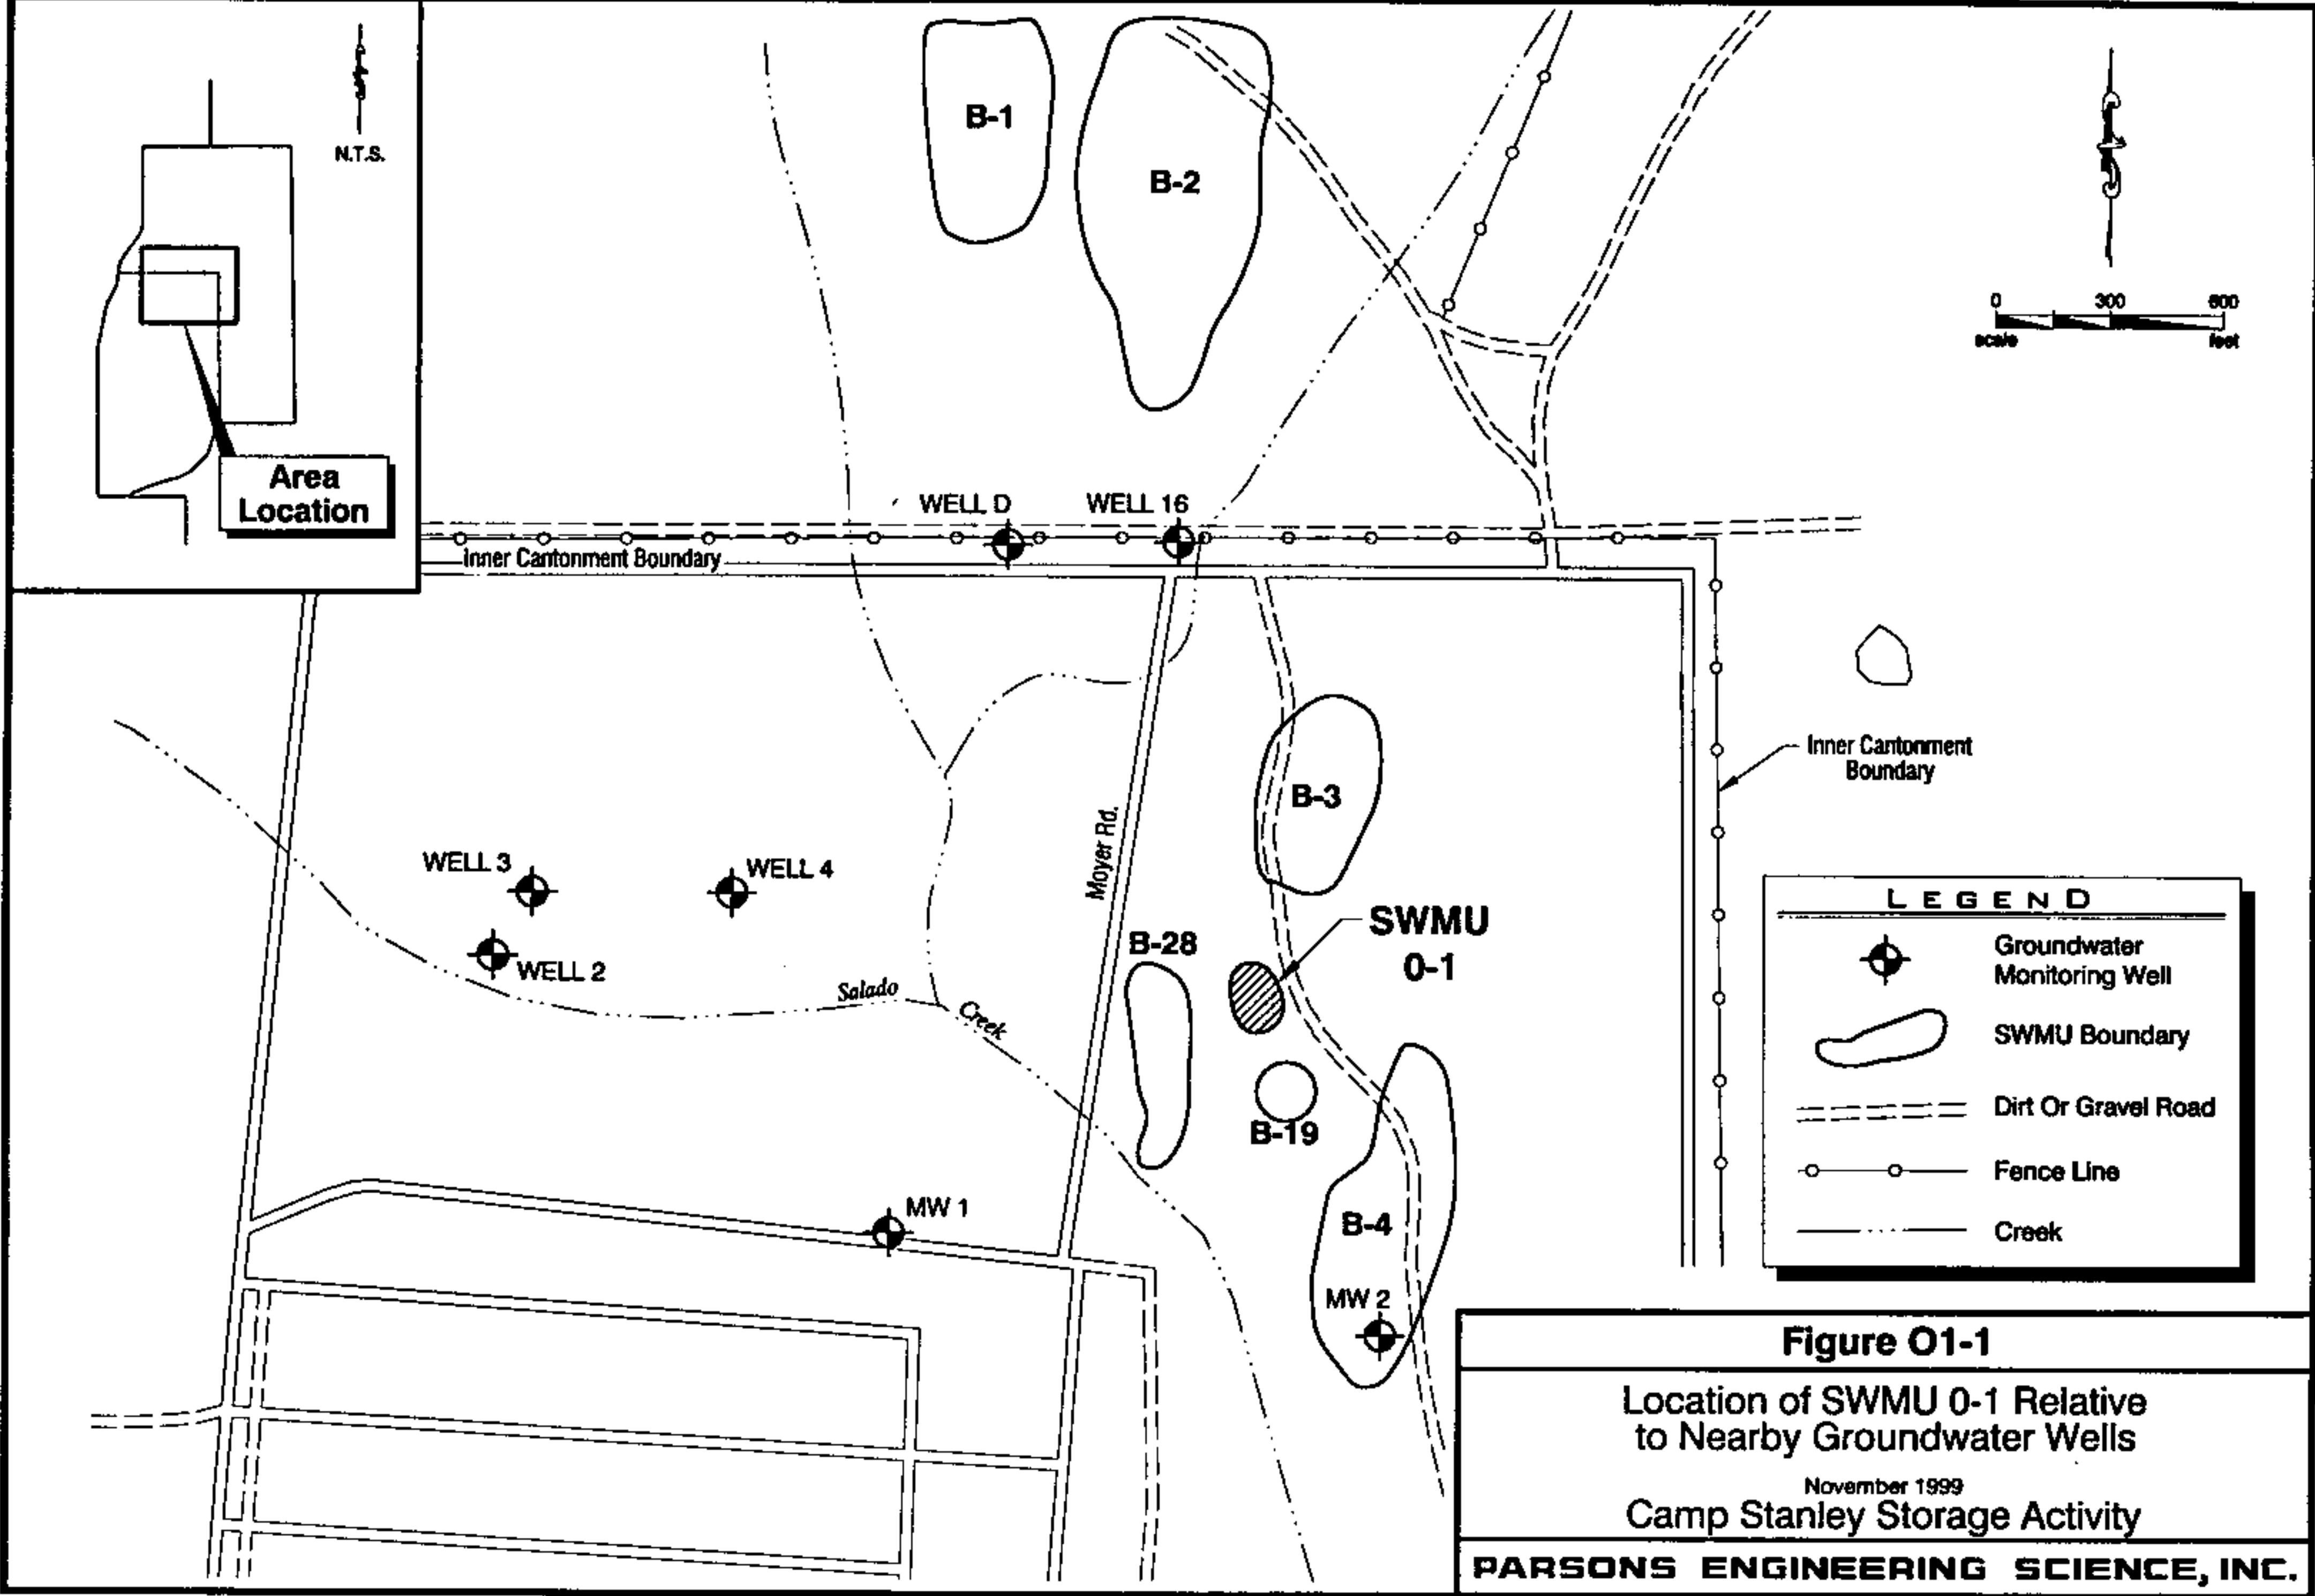 N.T.S.
Area
Location
B-1
B-2
0 300 600
scale feet
WELL D
WELL 16
Inner Cantonment Boundary
Inner Cantonment
Boundary
Moyer Rd.
B-3
WELL 3
WELL 4
WELL 2
SWMU
0-1
B-28
Salado
Creek
B-19
MW 1
B-4
MW 2
LEGEND
Groundwater
Monitoring Well
SWMU Boundary
Dirt Or Gravel Road
Fence Line
Creek
Figure O1-1
Location of SWMU 0-1 Relative
to Nearby Groundwater Wells
November 1999
Camp Stanley Storage Activity
PARSONS ENGINEERING SCIENCE, INC.